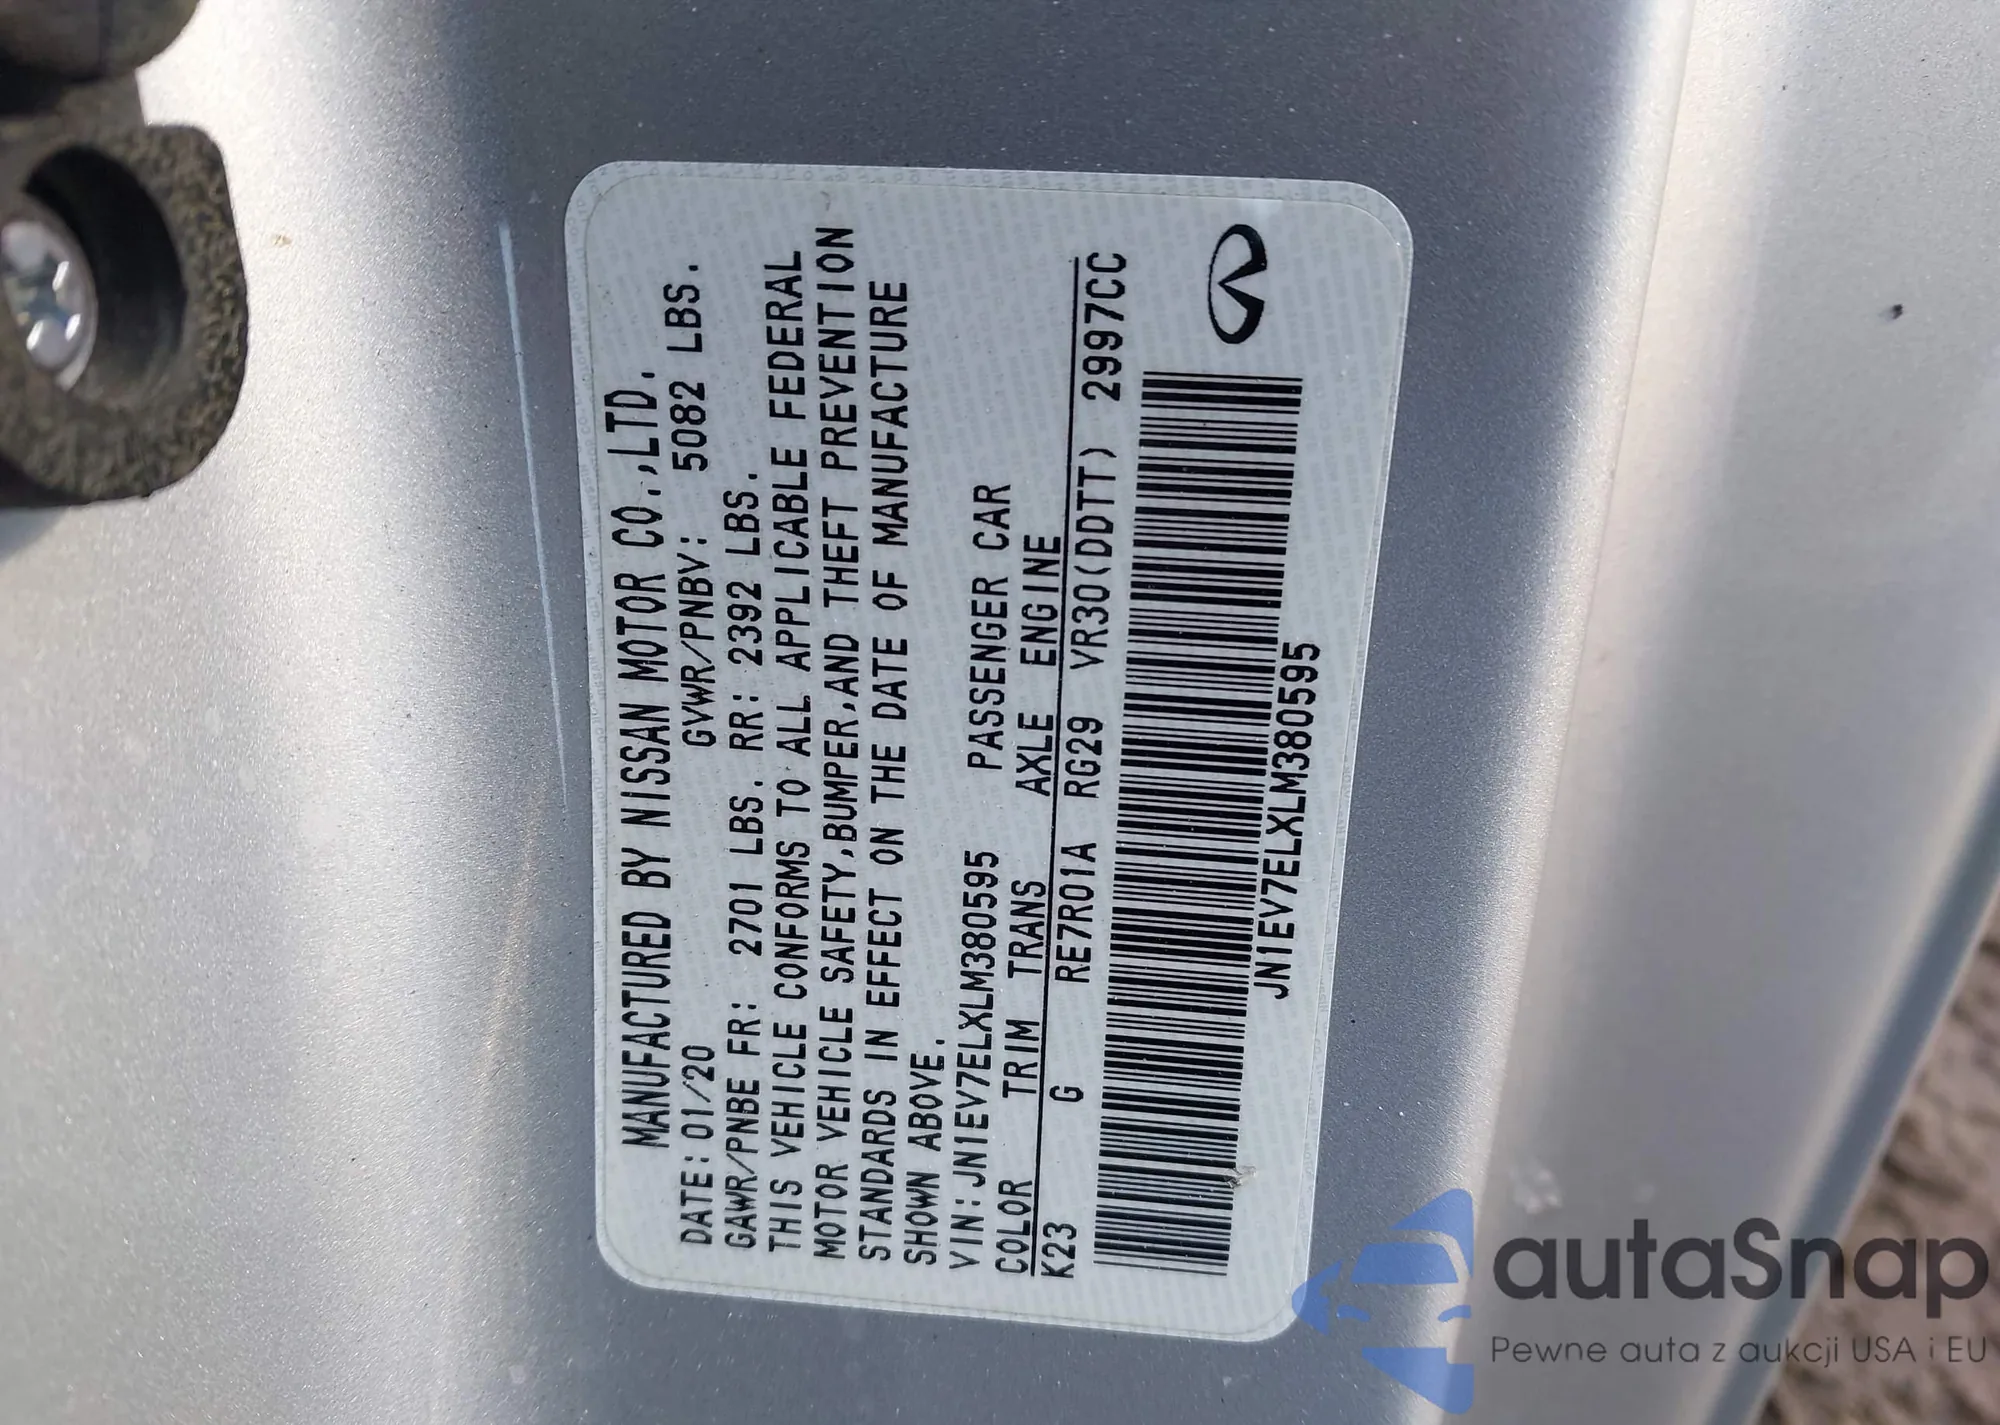 MANUFACTURED BY NISSAN MOTOR CO.,LTD.
DATE:01/20 GVWR/PNBV: 5082 LBS.
GAWR/PNBE FR: 2701 LBS. RR: 2392 LBS.
THIS VEHICLE CONFORMS TO ALL APPLICABLE FEDERAL
MOTOR VEHICLE SAFETY,BUMPER,AND THEFT PREVENTION
STANDARDS IN EFFECT ON THE DATE OF MANUFACTURE
SHOWN ABOVE.
VIN:JN1EV7ELXLM380595 PASSENGER CAR
COLOR TRIM TRANS AXLE ENGINE
K23 G RE7R01A RG29 VR30(DDTT) 2997CC
JN1EV7ELXLM380595
autaSnap
Pewne auta z aukcji USA i EU